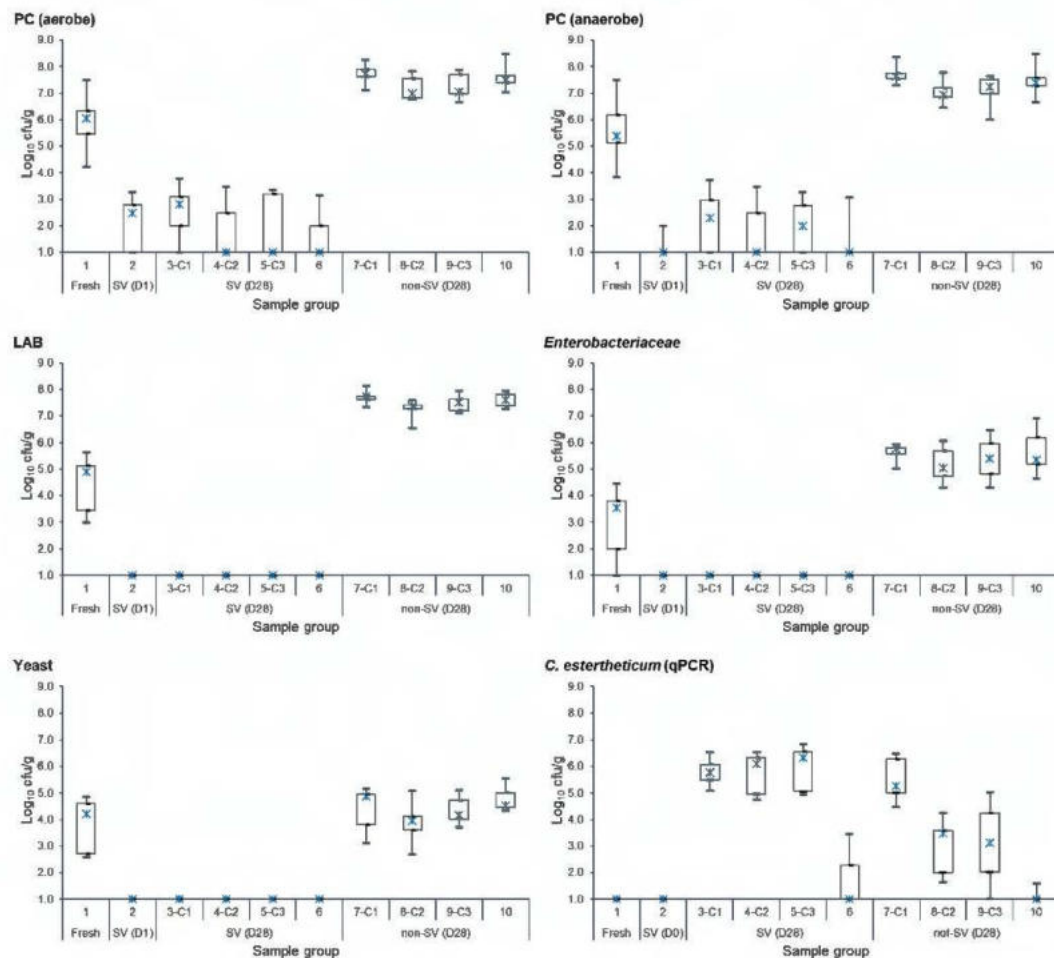 PC (aerobe)
Log10 cfu/g
9.0
8.0
7.0
6.0
5.0
4.0
3.0
2.0
1.0
1 2 3-C1 4-C2 5-C3 6 7-C1 8-C2 9-C3 10
Fresh SV (D1) SV (D28) non-SV (D28)
Sample group
PC (anaerobe)
Log10 cfu/g
9.0
8.0
7.0
6.0
5.0
4.0
3.0
2.0
1.0
1 2 3-C1 4-C2 5-C3 6 7-C1 8-C2 9-C3 10
Fresh SV (D1) SV (D28) non-SV (D28)
Sample group
LAB
Log10 cfu/g
9.0
8.0
7.0
6.0
5.0
4.0
3.0
2.0
1.0
1 2 3-C1 4-C2 5-C3 6 7-C1 8-C2 9-C3 10
Fresh SV (D1) SV (D28) non-SV (D28)
Sample group
Enterobacteriaceae
Log10 cfu/g
9.0
8.0
7.0
6.0
5.0
4.0
3.0
2.0
1.0
1 2 3-C1 4-C2 5-C3 6 7-C1 8-C2 9-C3 10
Fresh SV (D1) SV (D28) non-SV (D28)
Sample group
Yeast
Log10 cfu/g
9.0
8.0
7.0
6.0
5.0
4.0
3.0
2.0
1.0
1 2 3-C1 4-C2 5-C3 6 7-C1 8-C2 9-C3 10
Fresh SV (D1) SV (D28) non-SV (D28)
Sample group
C. estertheticum (qPCR)
Log10 cfu/g
9.0
8.0
7.0
6.0
5.0
4.0
3.0
2.0
1.0
1 2 3-C1 4-C2 5-C3 6 7-C1 8-C2 9-C3 10
Fresh SV (D0) SV (D28) not-SV (D28)
Sample group